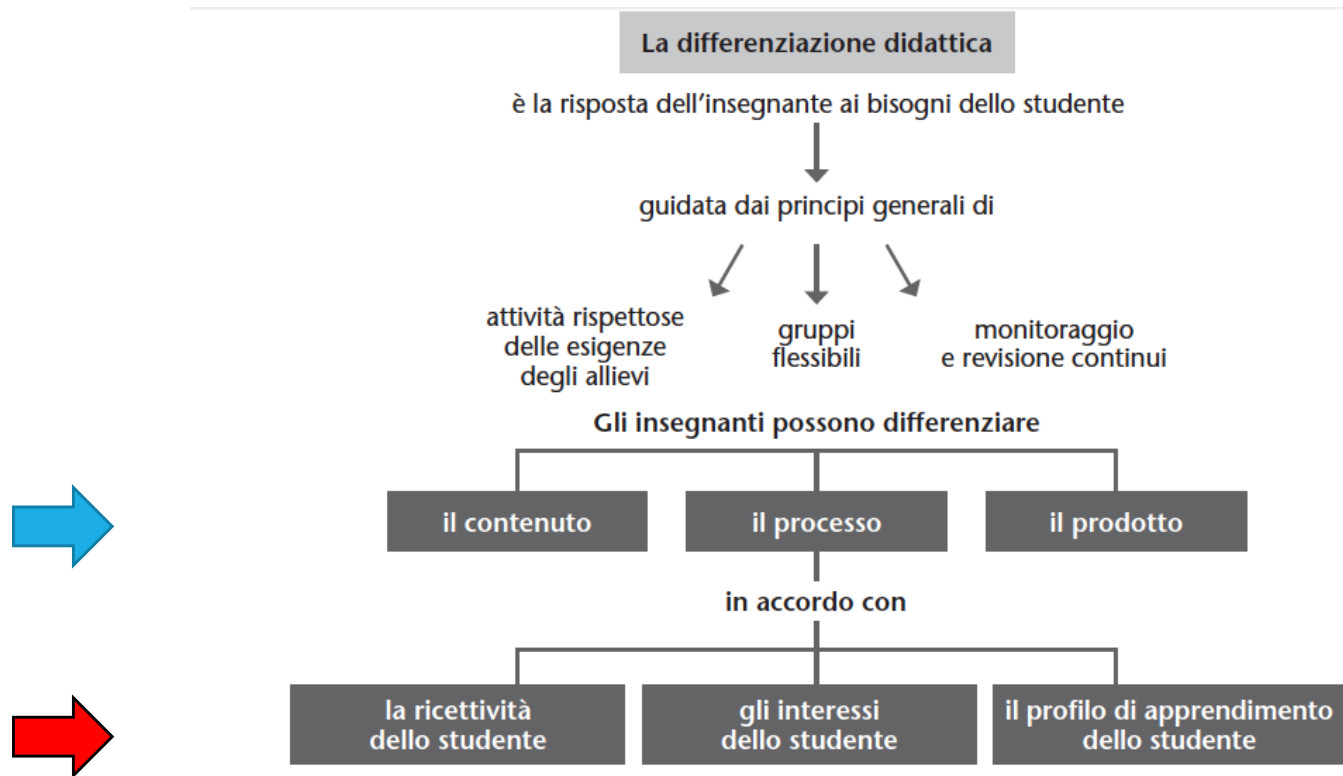 La differenziazione didattica
è la risposta dell'insegnante ai bisogni dello studente
guidata dai principi generali di
attività rispettose
delle esigenze
degli allievi
gruppi
flessibili
monitoraggio
e revisione continui
Gli insegnanti possono differenziare
il contenuto
il processo
il prodotto
in accordo con
la ricettività
dello studente
gli interessi
dello studente
il profilo di apprendimento
dello studente